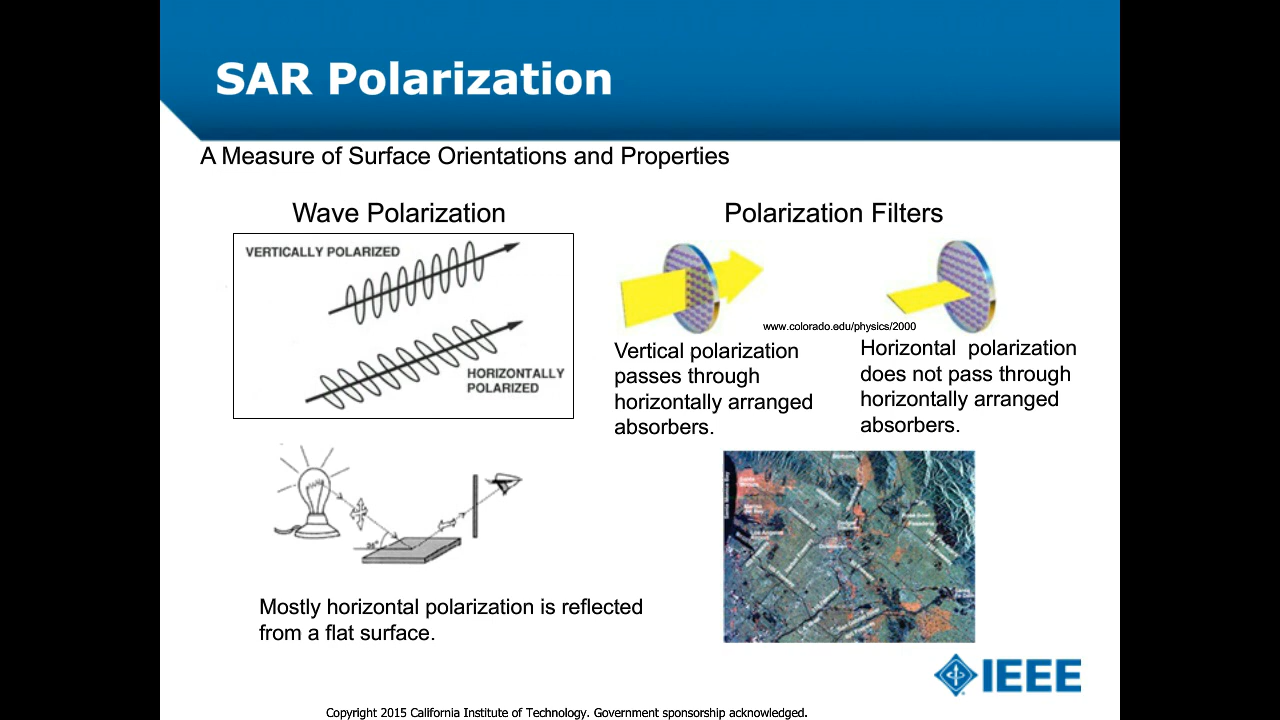 SAR Polarization
A Measure of Surface Orientations and Properties
Wave Polarization
Polarization Filters
VERTICALLY POLARIZED
HORIZONTALLY
POLARIZED
www.colorado.edu/physics/2000
Vertical polarization
passes through
horizontally arranged
absorbers.
Horizontal polarization
does not pass through
horizontally arranged
absorbers.
Mostly horizontal polarization is reflected
from a flat surface.
Burbank
Pasadena
IEEE
Copyright 2015 California Institute of Technology. Government sponsorship acknowledged.